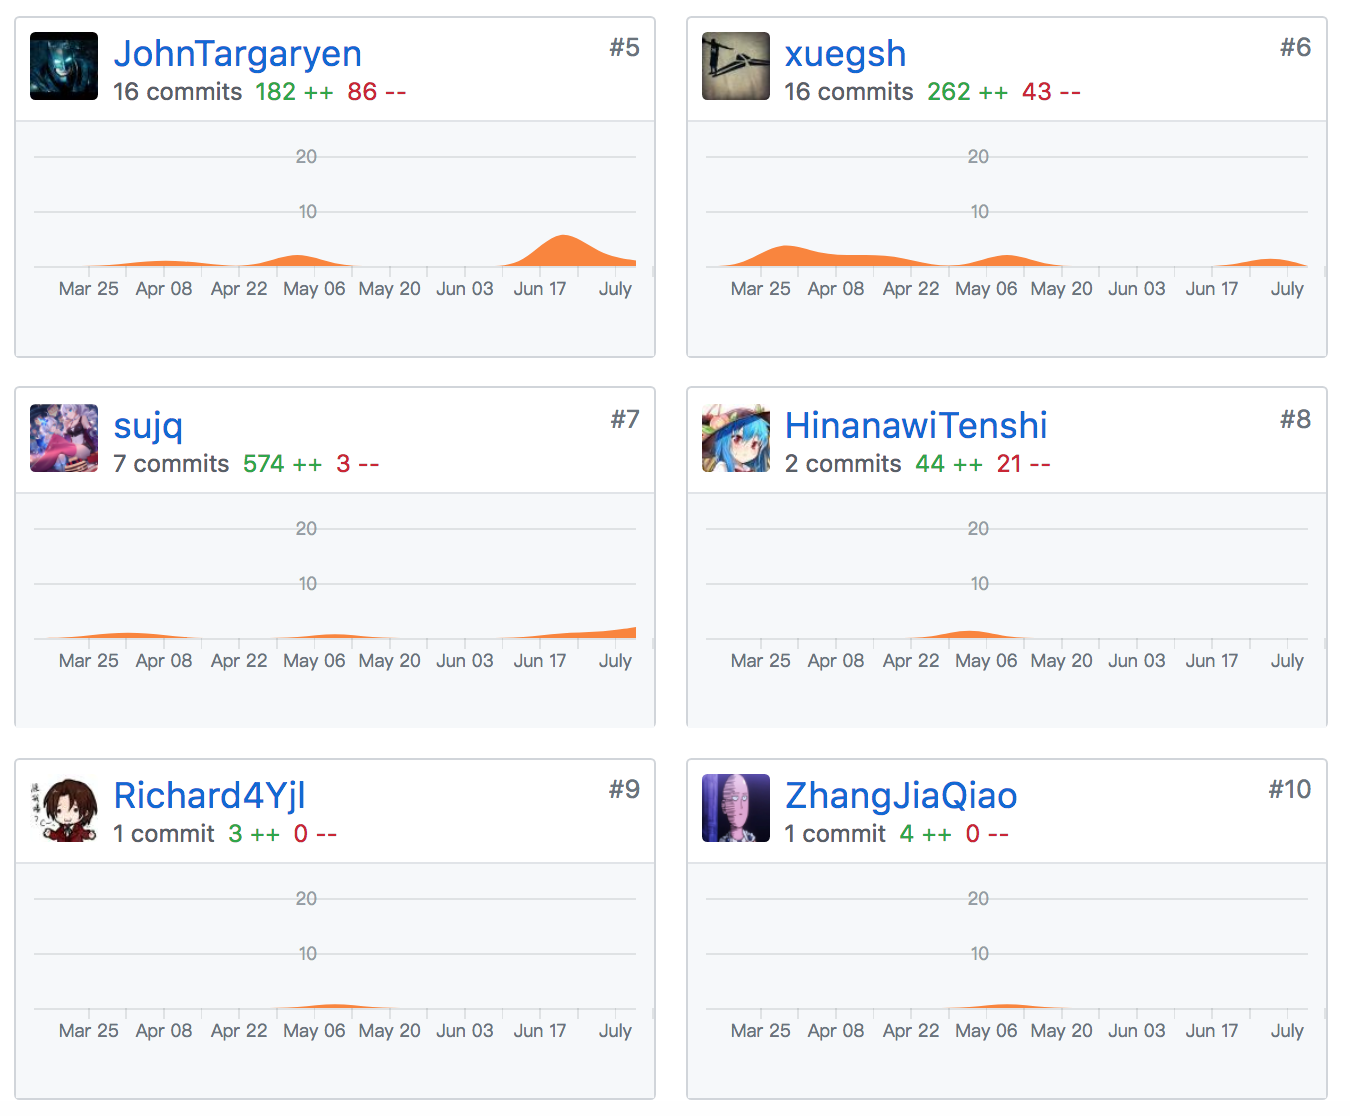 JohnTargaryen #5
16 commits 182 ++ 86 --
20
10
Mar 25 Apr 08 Apr 22 May 06 May 20 Jun 03 Jun 17 July
xuegsh #6
16 commits 262 ++ 43 --
20
10
Mar 25 Apr 08 Apr 22 May 06 May 20 Jun 03 Jun 17 July
sujq #7
7 commits 574 ++ 3 --
20
10
Mar 25 Apr 08 Apr 22 May 06 May 20 Jun 03 Jun 17 July
HinanawiTenshi #8
2 commits 44 ++ 21 --
20
10
Mar 25 Apr 08 Apr 22 May 06 May 20 Jun 03 Jun 17 July
Richard4Yjl #9
1 commit 3 ++ 0 --
20
10
Mar 25 Apr 08 Apr 22 May 06 May 20 Jun 03 Jun 17 July
ZhangJiaQiao #10
1 commit 4 ++ 0 --
20
10
Mar 25 Apr 08 Apr 22 May 06 May 20 Jun 03 Jun 17 July